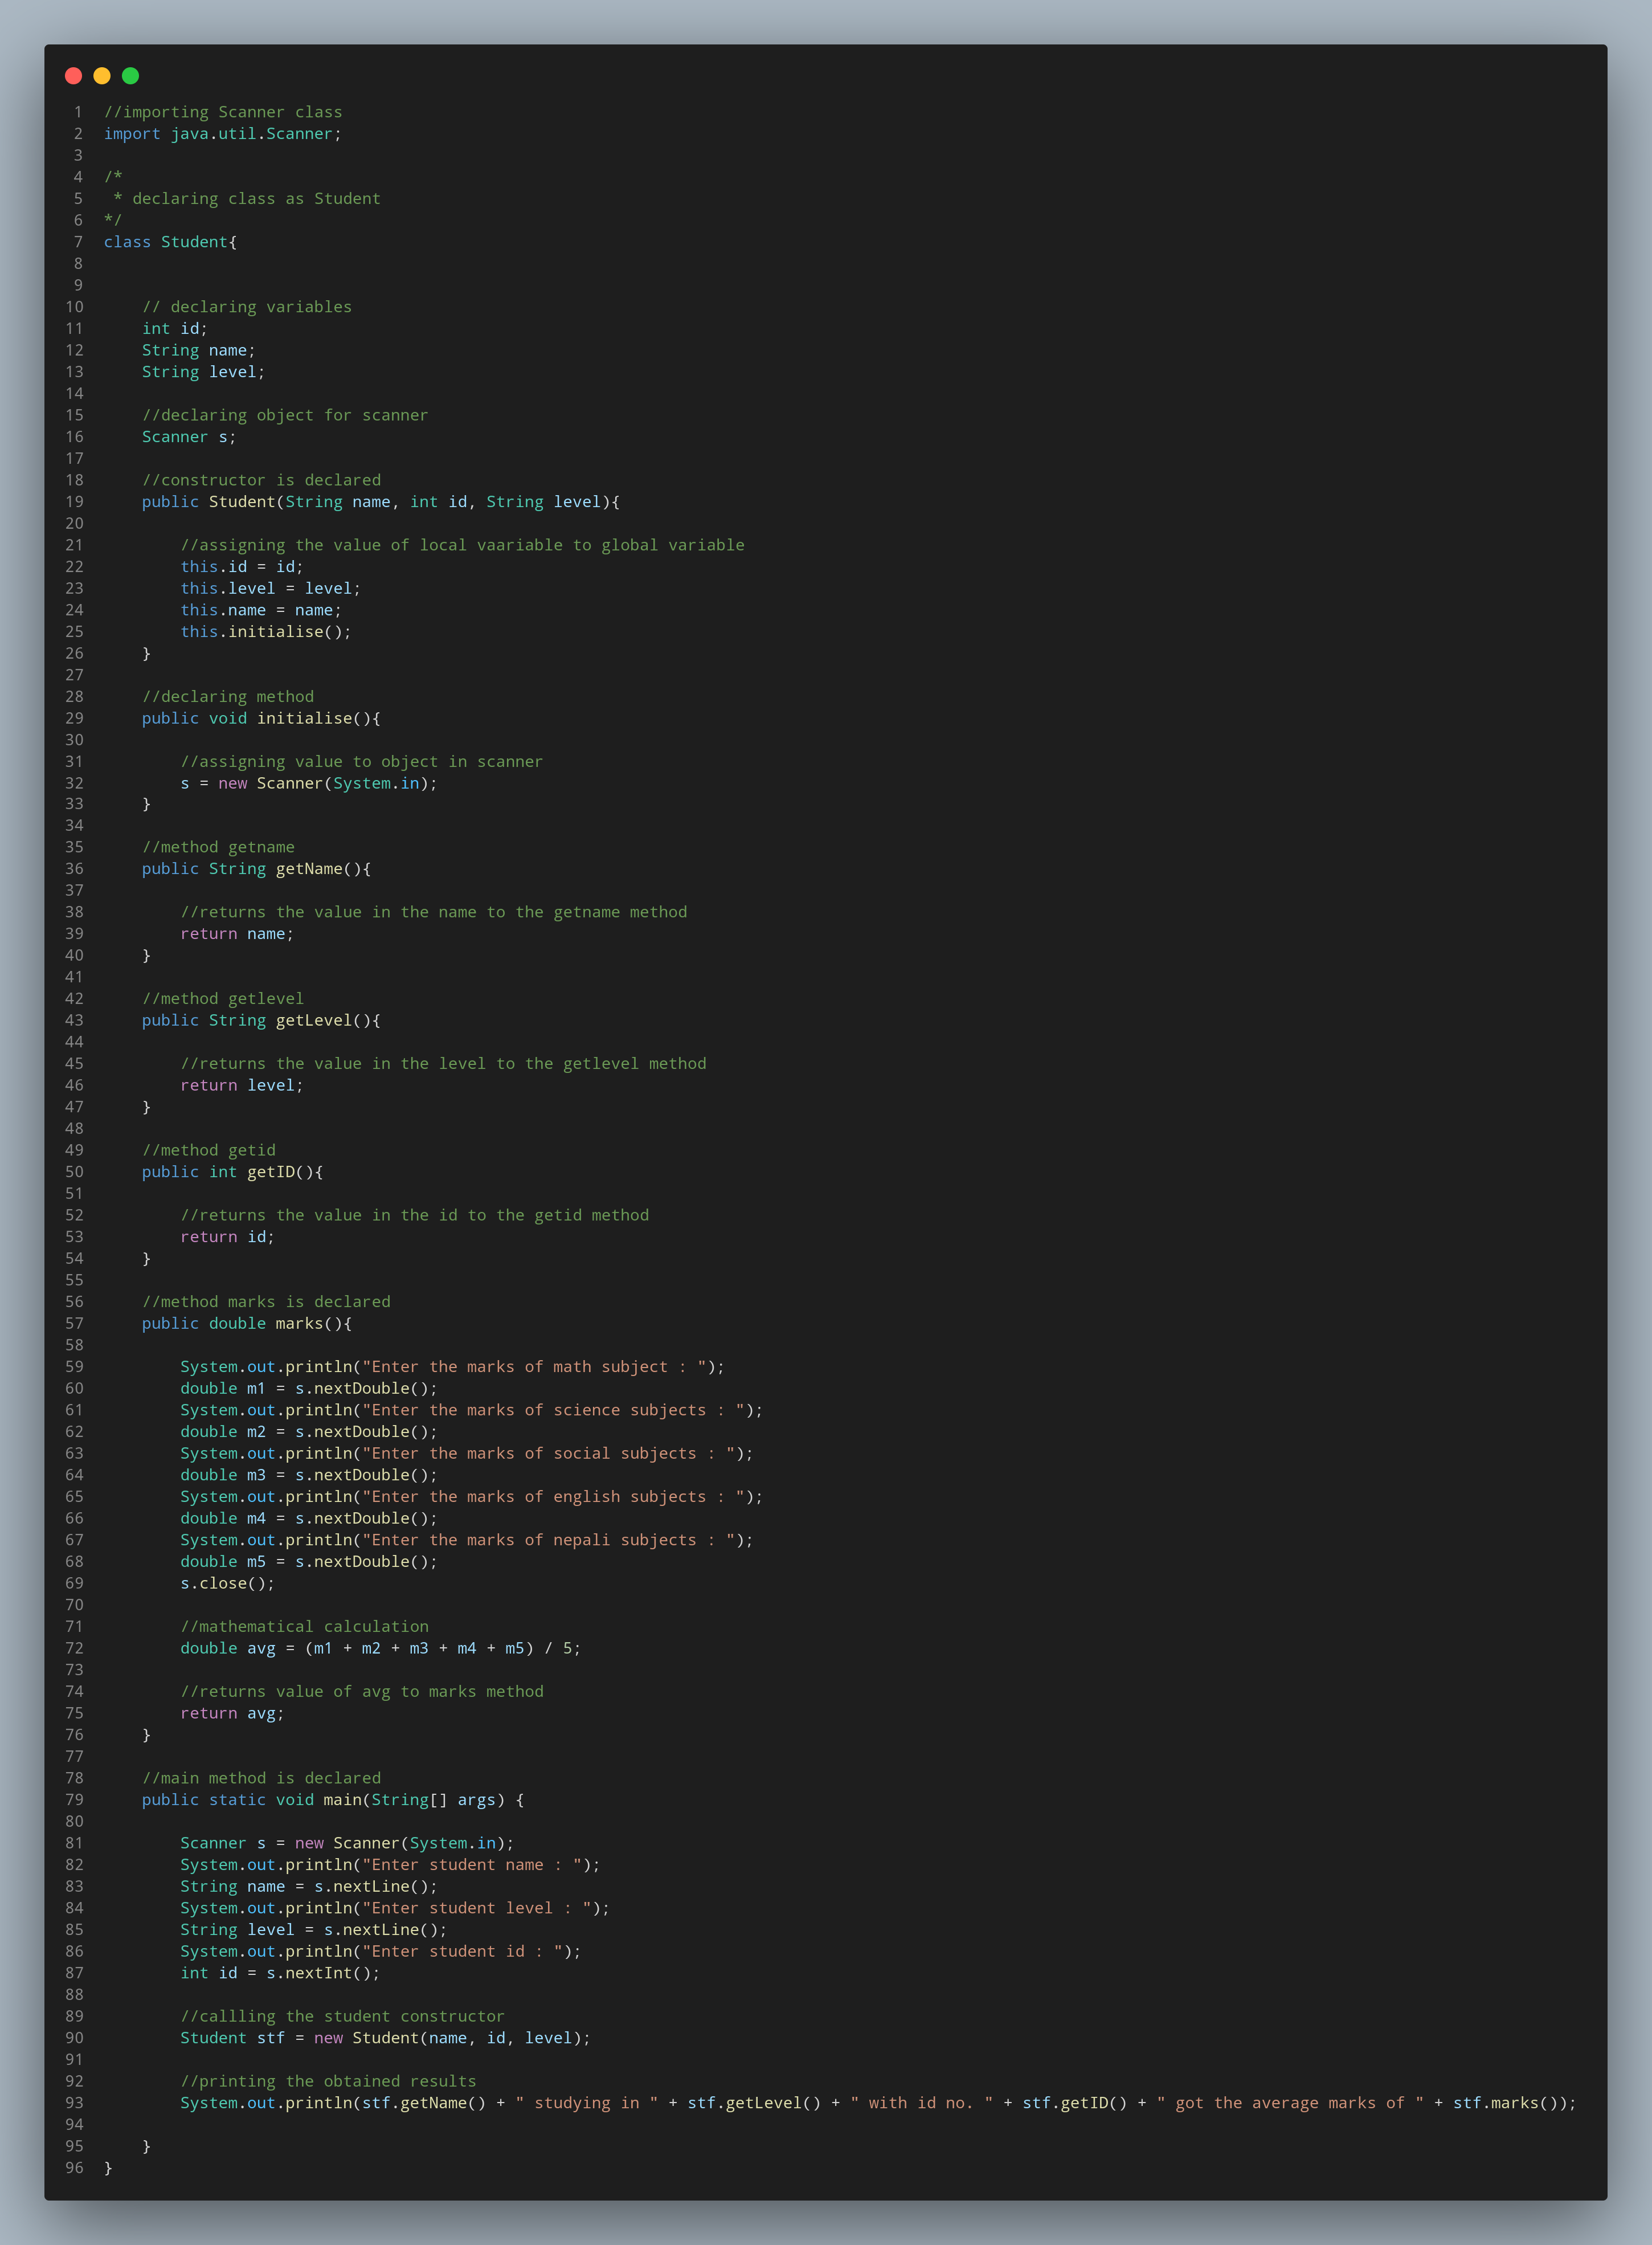 1 //importing Scanner class
2 import java.util.Scanner;
3
4 /*
5  * declaring class as Student
6 */
7 class Student{
8
9
10     // declaring variables
11     int id;
12     String name;
13     String level;
14
15     //declaring object for scanner
16     Scanner s;
17
18     //constructor is declared
19     public Student(String name, int id, String level){
20
21         //assigning the value of local vaariable to global variable
22         this.id = id;
23         this.level = level;
24         this.name = name;
25         this.initialise();
26     }
27
28     //declaring method
29     public void initialise(){
30
31         //assigning value to object in scanner
32         s = new Scanner(System.in);
33     }
34
35     //method getname
36     public String getName(){
37
38         //returns the value in the name to the getname method
39         return name;
40     }
41
42     //method getlevel
43     public String getLevel(){
44
45         //returns the value in the level to the getlevel method
46         return level;
47     }
48
49     //method getid
50     public int getID(){
51
52         //returns the value in the id to the getid method
53         return id;
54     }
55
56     //method marks is declared
57     public double marks(){
58
59         System.out.println("Enter the marks of math subject : ");
60         double m1 = s.nextDouble();
61         System.out.println("Enter the marks of science subjects : ");
62         double m2 = s.nextDouble();
63         System.out.println("Enter the marks of social subjects : ");
64         double m3 = s.nextDouble();
65         System.out.println("Enter the marks of english subjects : ");
66         double m4 = s.nextDouble();
67         System.out.println("Enter the marks of nepali subjects : ");
68         double m5 = s.nextDouble();
69         s.close();
70
71         //mathematical calculation
72         double avg = (m1 + m2 + m3 + m4 + m5) / 5;
73
74         //returns value of avg to marks method
75         return avg;
76     }
77
78     //main method is declared
79     public static void main(String[] args) {
80
81         Scanner s = new Scanner(System.in);
82         System.out.println("Enter student name : ");
83         String name = s.nextLine();
84         System.out.println("Enter student level : ");
85         String level = s.nextLine();
86         System.out.println("Enter student id : ");
87         int id = s.nextInt();
88
89         //callling the student constructor
90         Student stf = new Student(name, id, level);
91
92         //printing the obtained results
93         System.out.println(stf.getName() + " studying in " + stf.getLevel() + " with id no. " + stf.getID() + " got the average marks of " + stf.marks());
94
95     }
96 }